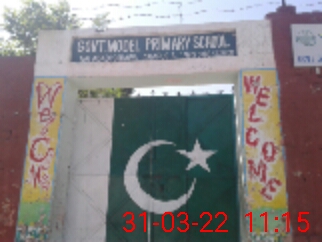 GOVT. MODEL PRIMARY SCHOOL
WELCOME
WELCOME
31-03-22 11:15